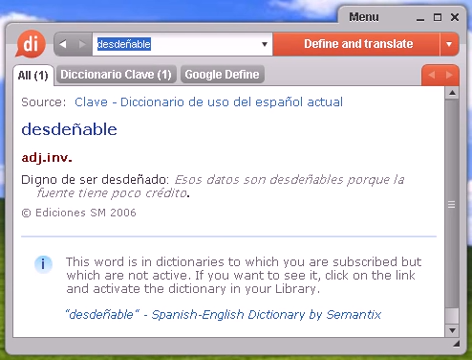 Menu
di
desdeñable
Define and translate
All (1)
Diccionario Clave (1)
Google Define
Source: Clave - Diccionario de uso del español actual
desdeñable
adj.inv.
Digno de ser desdeñado: Esos datos son desdeñables porque la
fuente tiene poco crédito.
© Ediciones SM 2006
i
This word is in dictionaries to which you are subscribed but
which are not active. If you want to see it, click on the link
and activate the dictionary in your Library.
"desdeñable" - Spanish-English Dictionary by Semantix
di